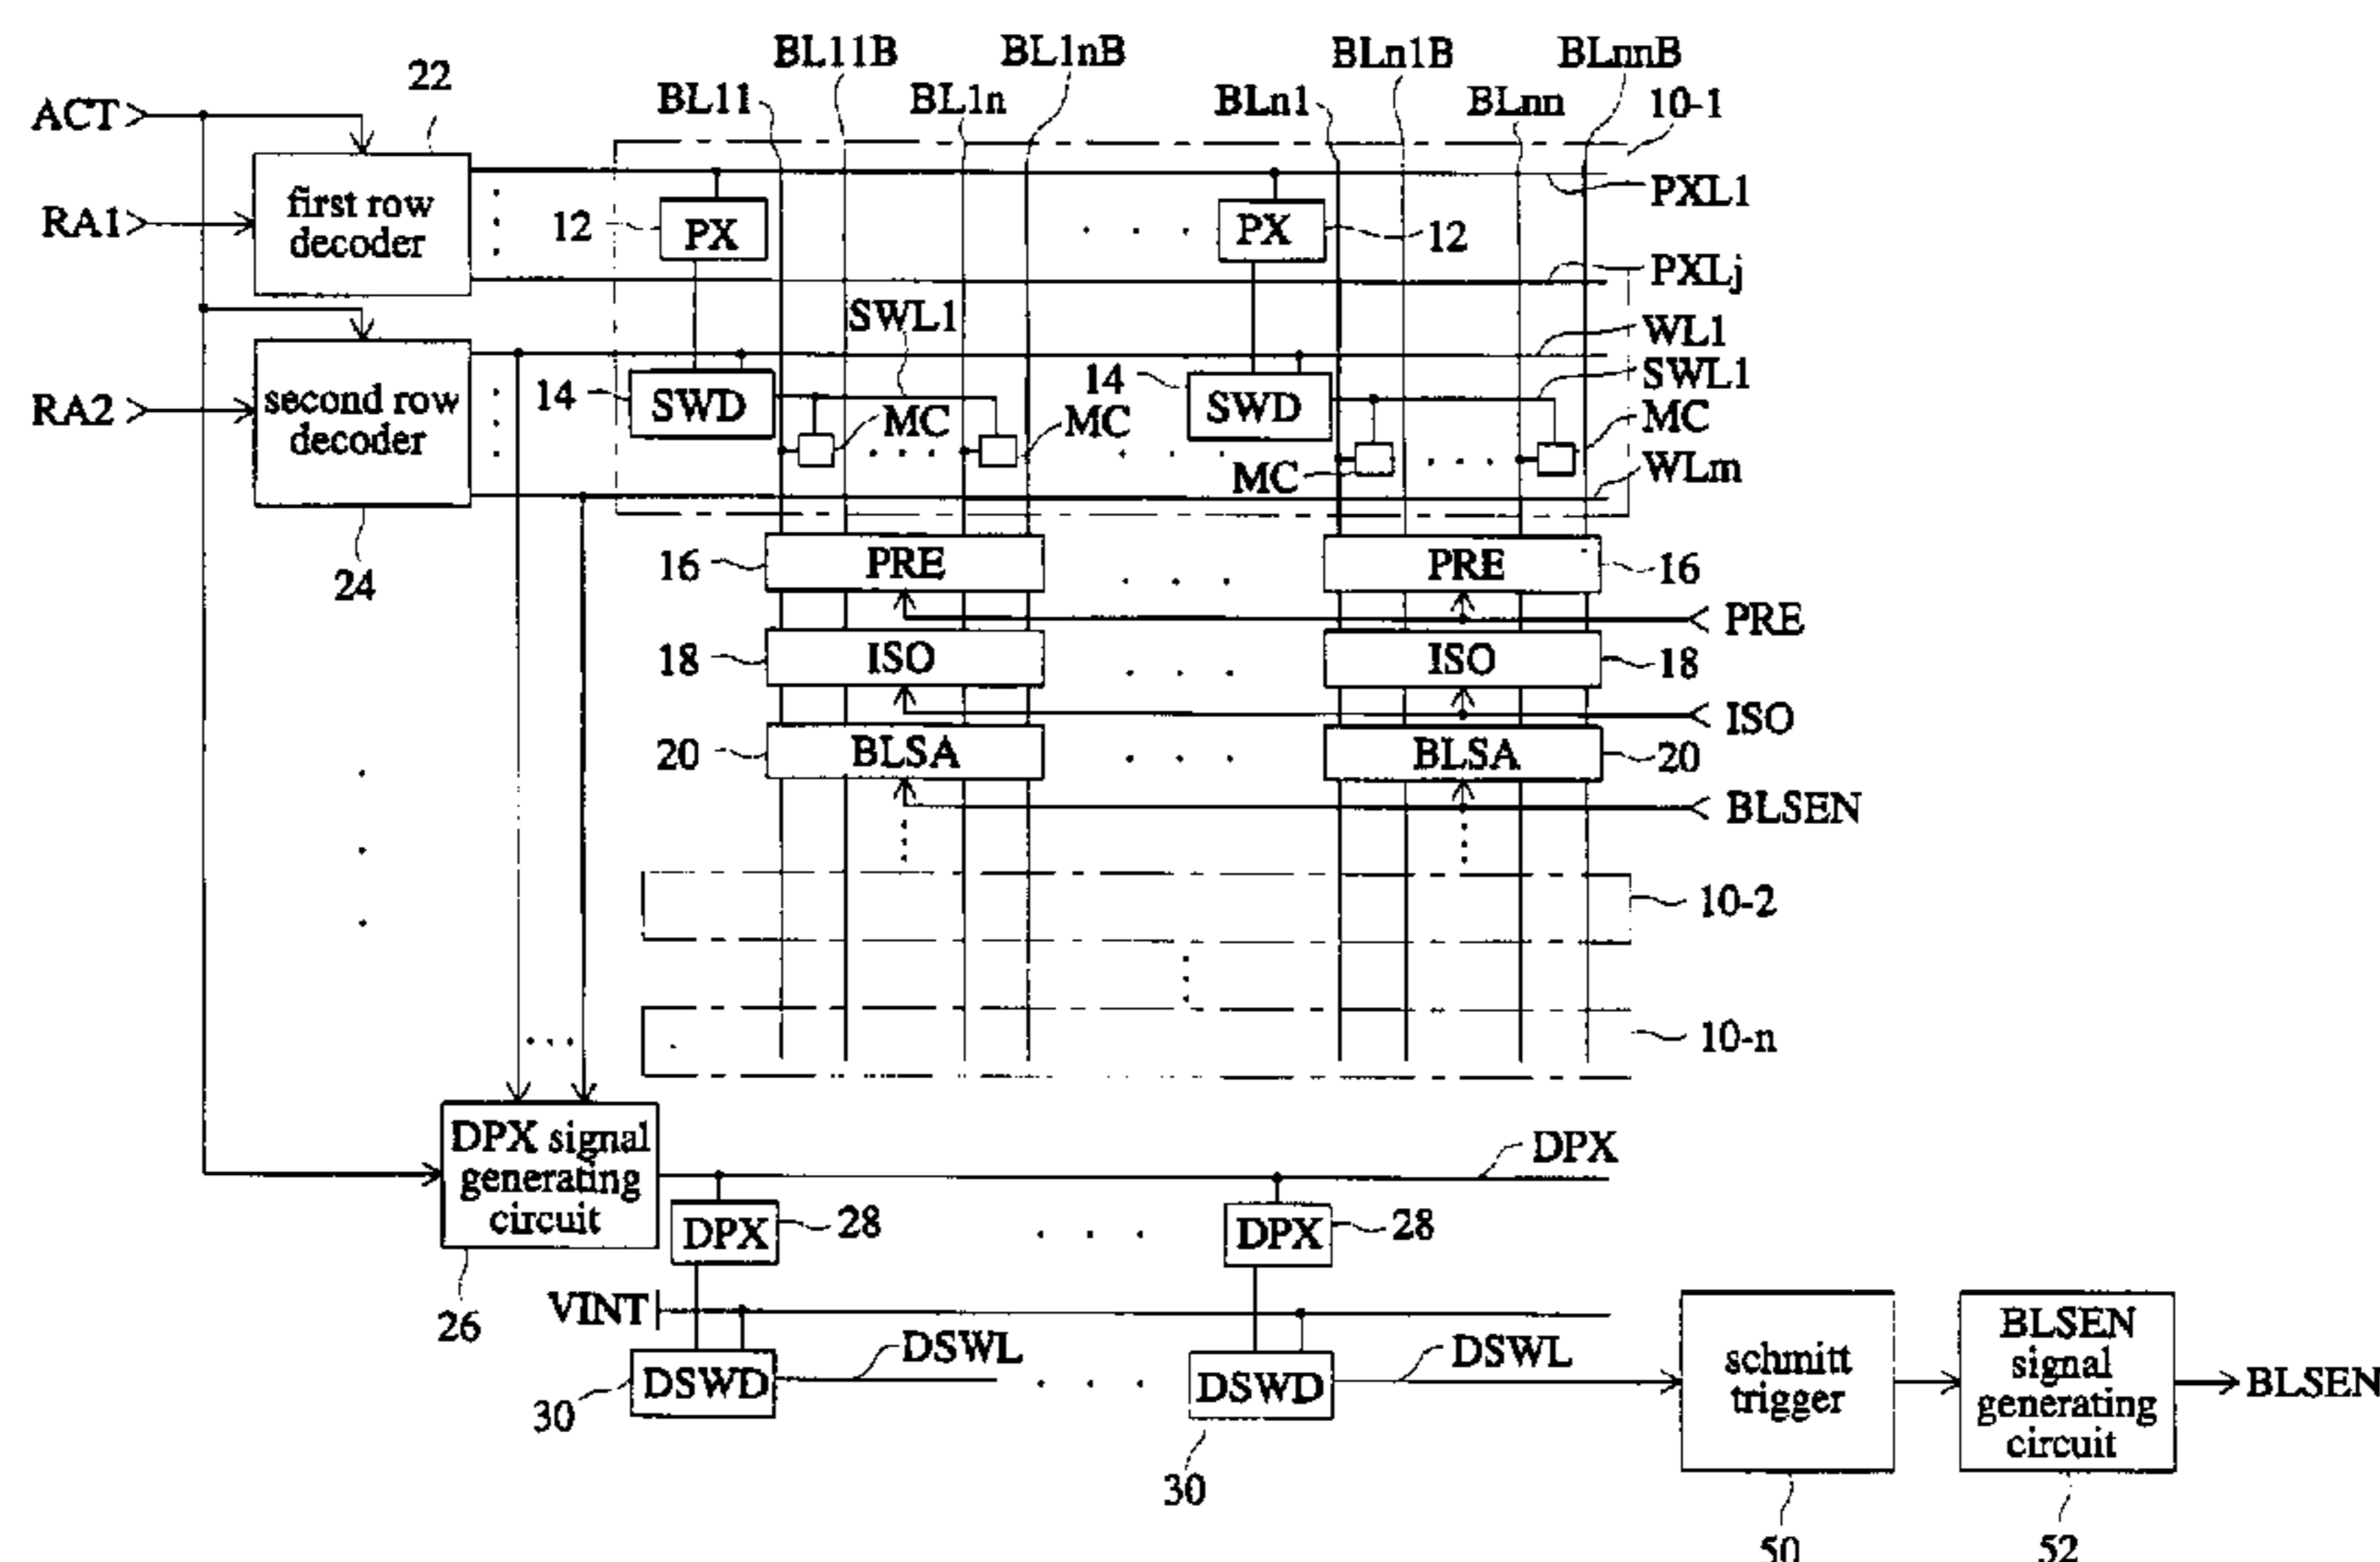 BL11B
BL1nB
BLn1B
BLnnB
22
BL11
BL1n
BLn1
BLnn
10-1
ACT
first row
decoder
RA1
12
PX
. . .
PX
12
PXL1
PXLj
SWL1
WL1
14
SWD
14
SWD
SWL1
RA2
second row
decoder
MC
. . .
MC
. . .
MC
. . .
MC
WLm
24
16
PRE
. . .
PRE
16
PRE
18
ISO
. . .
ISO
18
ISO
20
BLSA
. . .
BLSA
20
BLSEN
10-2
10-n
. . .
DPX signal
generating
circuit
26
DPX
DPX
28
. . .
DPX
28
VINT
DSWD
30
DSWL
. . .
DSWD
30
DSWL
schmitt
trigger
50
BLSEN
signal
generating
circuit
52
BLSEN